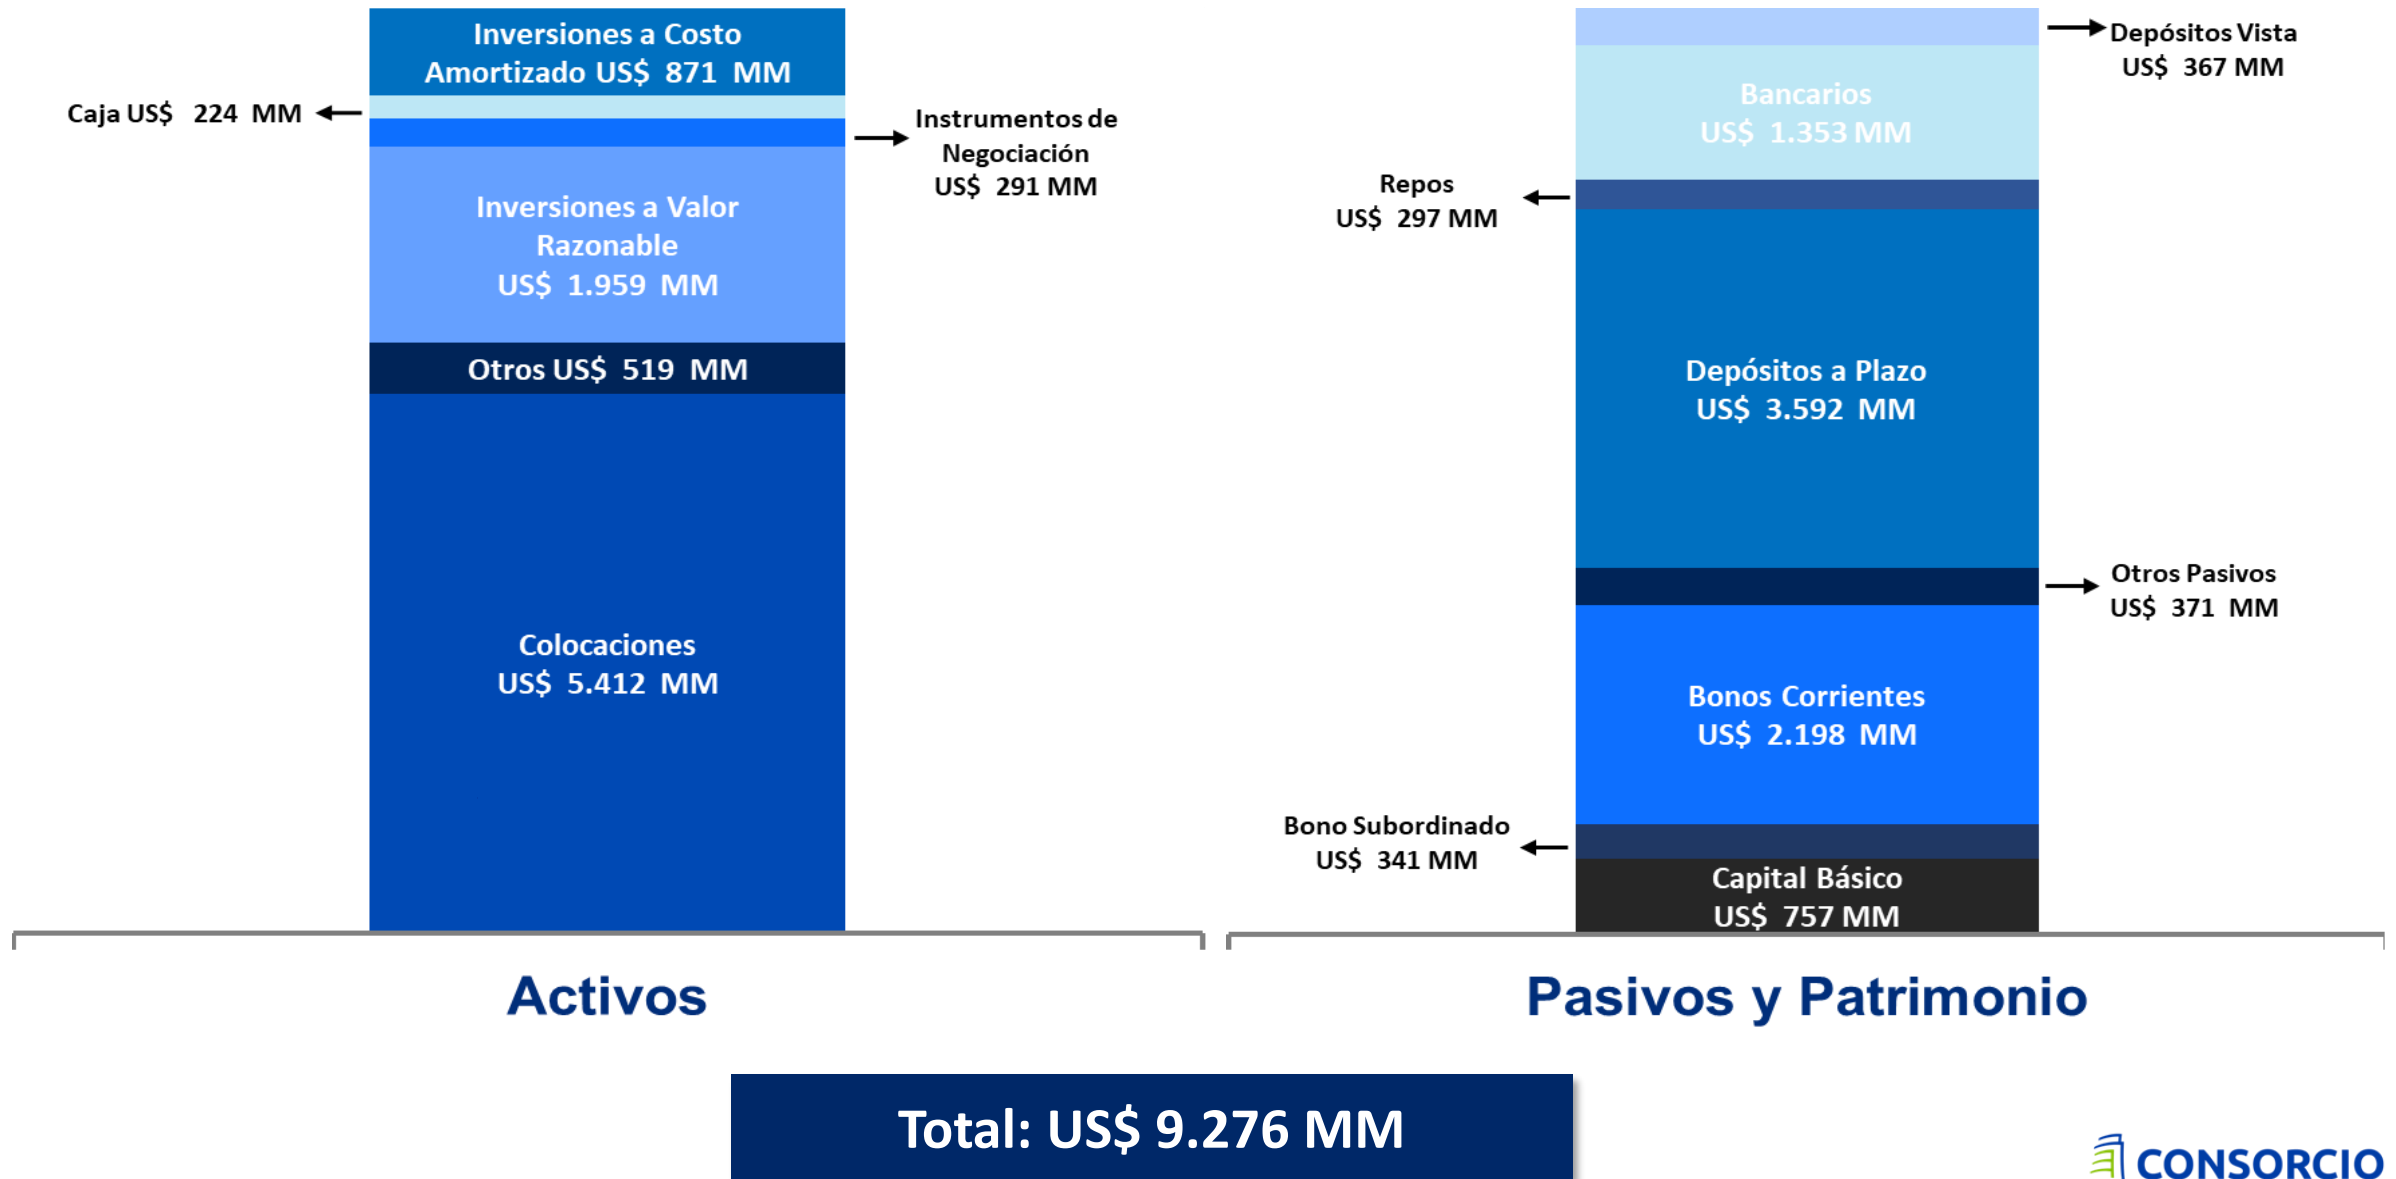 Inversiones a Costo
Amortizado US$ 871 MM
Caja US$ 224 MM
Instrumentos de
Negociación
US$ 291 MM
Inversiones a Valor
Razonable
US$ 1.959 MM
Otros US$ 519 MM
Colocaciones
US$ 5.412 MM
Activos
Depósitos Vista
US$ 367 MM
Bancarios
US$ 1.353 MM
Repos
US$ 297 MM
Depósitos a Plazo
US$ 3.592 MM
Otros Pasivos
US$ 371 MM
Bonos Corrientes
US$ 2.198 MM
Bono Subordinado
US$ 341 MM
Capital Básico
US$ 757 MM
Pasivos y Patrimonio
Total: US$ 9.276 MM
CONSORCIO